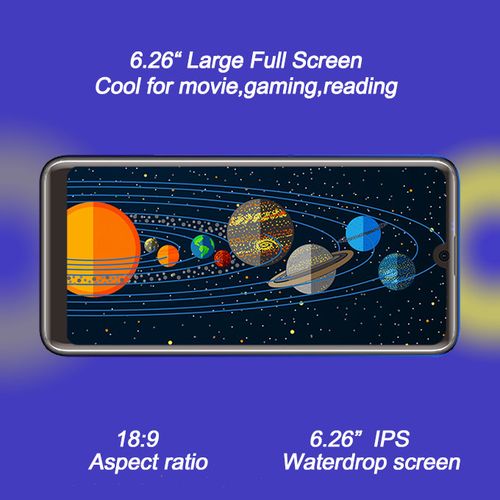 6.26“ Large Full Screen
Cool for movie,gaming,reading
18:9
Aspect ratio
6.26” IPS
Waterdrop screen